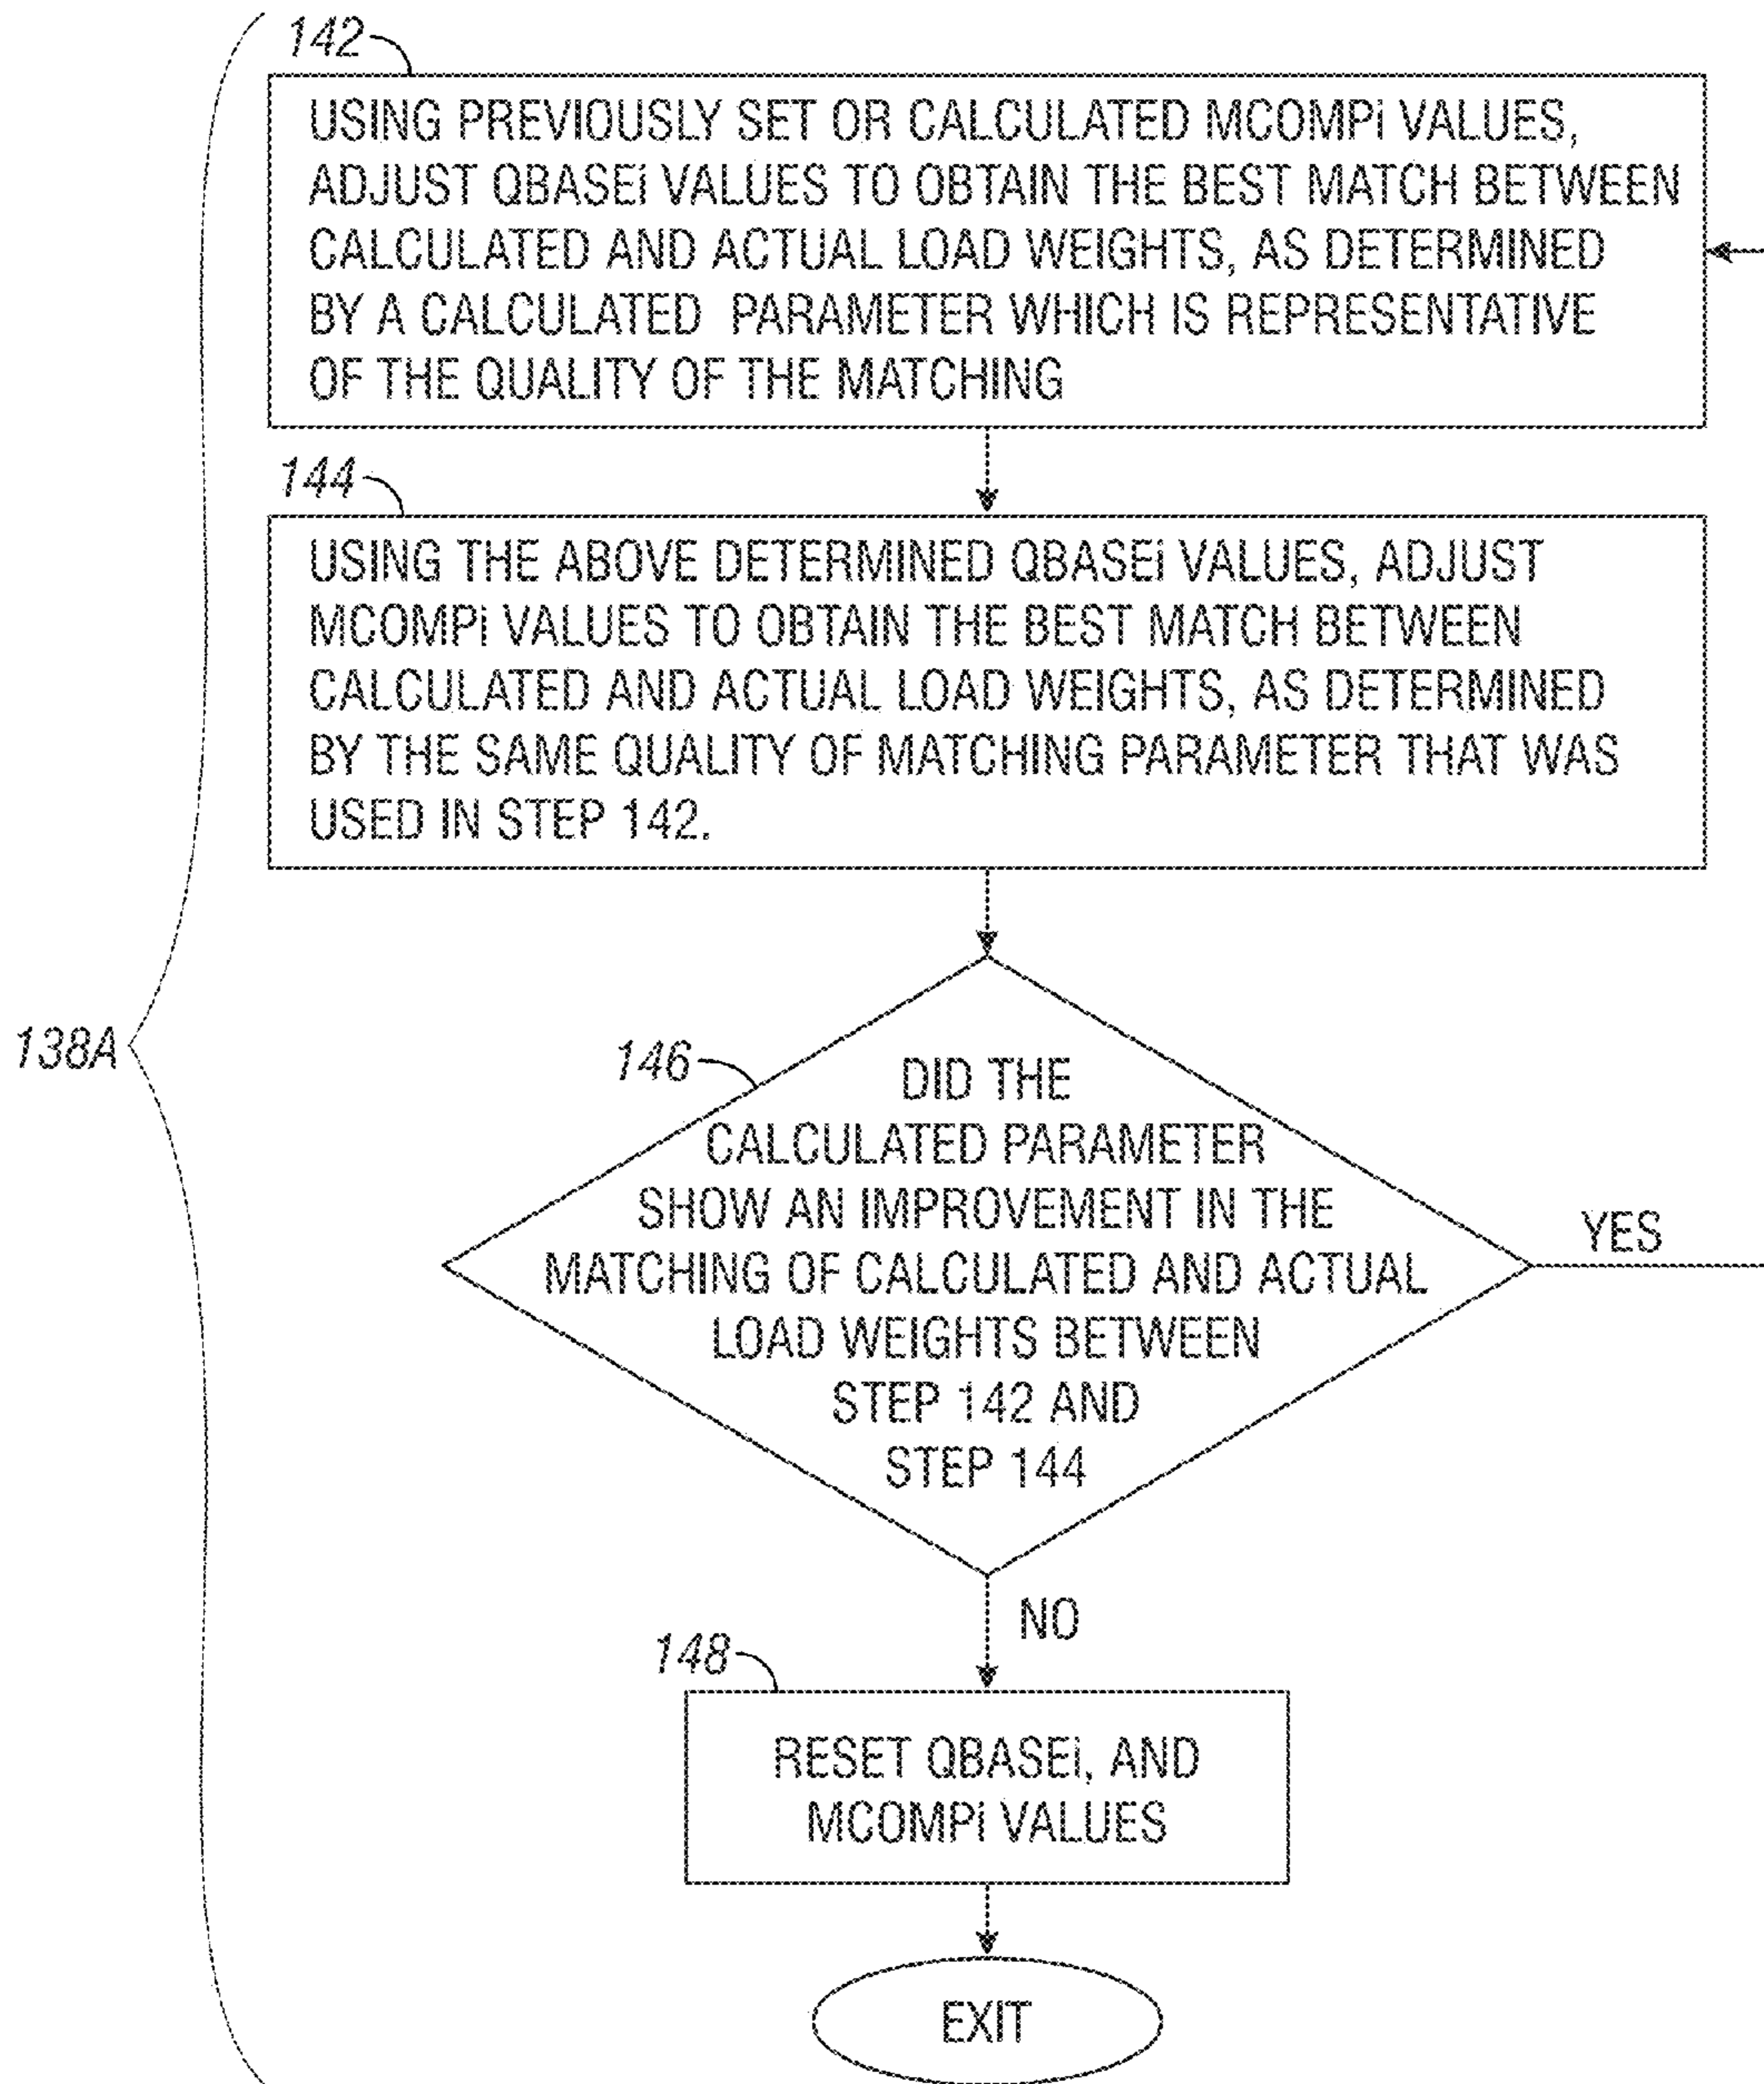 142
USING PREVIOUSLY SET OR CALCULATED MCOMPi VALUES,
ADJUST QBASEi VALUES TO OBTAIN THE BEST MATCH BETWEEN
CALCULATED AND ACTUAL LOAD WEIGHTS, AS DETERMINED
BY A CALCULATED PARAMETER WHICH IS REPRESENTATIVE
OF THE QUALITY OF THE MATCHING
144
USING THE ABOVE DETERMINED QBASEi VALUES, ADJUST
MCOMPi VALUES TO OBTAIN THE BEST MATCH BETWEEN
CALCULATED AND ACTUAL LOAD WEIGHTS, AS DETERMINED
BY THE SAME QUALITY OF MATCHING PARAMETER THAT WAS
USED IN STEP 142.
138A
146
DID THE
CALCULATED PARAMETER
SHOW AN IMPROVEMENT IN THE
MATCHING OF CALCULATED AND ACTUAL
LOAD WEIGHTS BETWEEN
STEP 142 AND
STEP 144
YES
NO
148
RESET QBASEi, AND
MCOMPi VALUES
EXIT